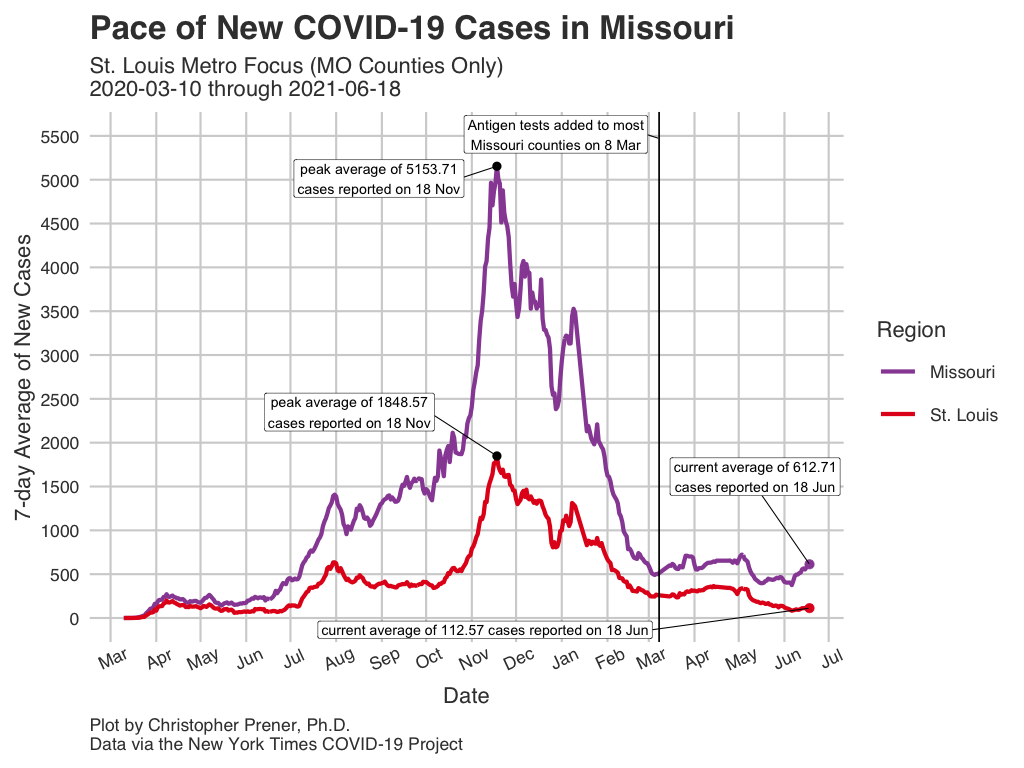 Pace of New COVID-19 Cases in Missouri
St. Louis Metro Focus (MO Counties Only)
2020-03-10 through 2021-06-18
Antigen tests added to most
Missouri counties on 8 Mar
peak average of 5153.71
cases reported on 18 Nov
peak average of 1848.57
cases reported on 18 Nov
current average of 612.71
cases reported on 18 Jun
current average of 112.57 cases reported on 18 Jun
7-day Average of New Cases
5500
5000
4500
4000
3500
3000
2500
2000
1500
1000
500
0
Mar Apr May Jun Jul Aug Sep Oct Nov Dec Jan Feb Mar Apr May Jun Jul
Date
Region
Missouri
St. Louis
Plot by Christopher Prener, Ph.D.
Data via the New York Times COVID-19 Project